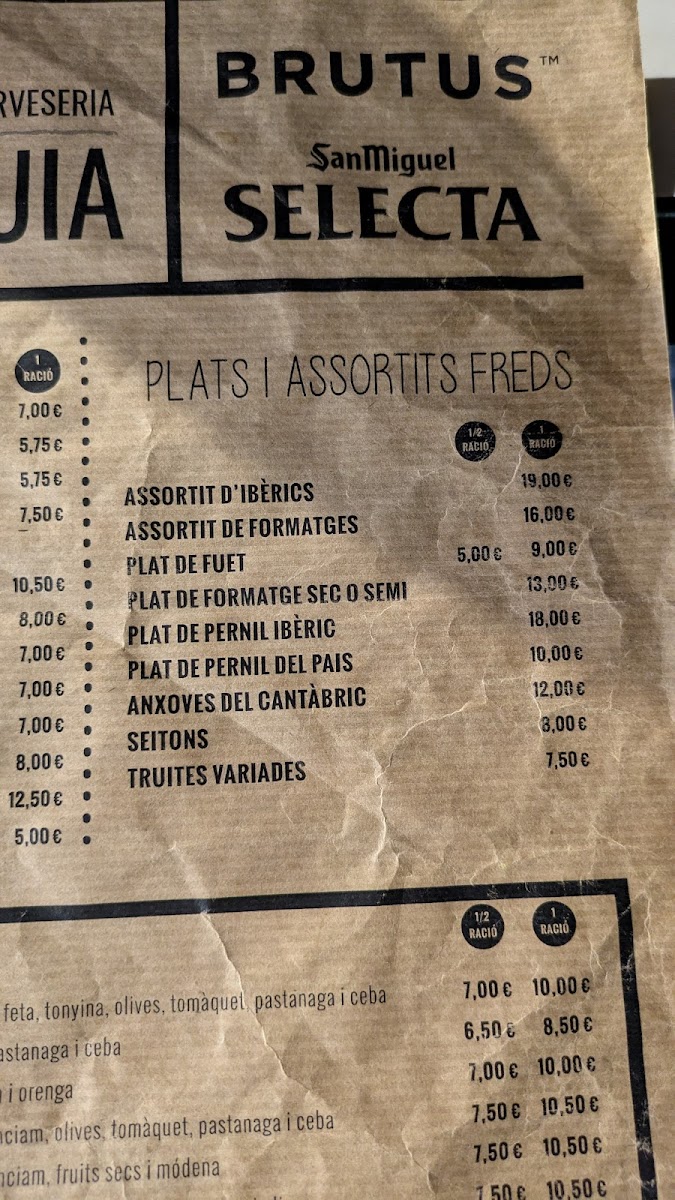 RVESERIA
UIA
BRUTUS™
SanMiguel
SELECTA
1
RACIÓ
7,00 €
5,75 €
5,75 €
7,50 €
10,50 €
8,00 €
7,00 €
7,00 €
7,00 €
8,00 €
12,50 €
5,00 €
PLATS I ASSORTITS FREDS
1/2 RACIÓ 1 RACIÓ
ASSORTIT D'IBÈRICS 19,00 €
ASSORTIT DE FORMATGES 16,00 €
PLAT DE FUET 5,00 € 9,00 €
PLAT DE FORMATGE SEC O SEMI 13,00 €
PLAT DE PERNIL IBÈRIC 18,00 €
PLAT DE PERNIL DEL PAIS 10,00 €
ANXOVES DEL CANTÀBRIC 12,00 €
SEITONS
TRUITES VARIADES 7,50 €
1/2 RACIÓ 1 RACIÓ
feta, tonyina, olives, tomàquet, pastanaga i ceba 7,00 € 10,00 €
astanaga i ceba 6,50 € 8,50 €
i orenga 7,00 € 10,00 €
nciam, olives, tomàquet, pastanaga i ceba 7,50 € 10,50 €
nciam, fruits secs i módena 7,50 € 10,50 €
7,50 € 10,50 €